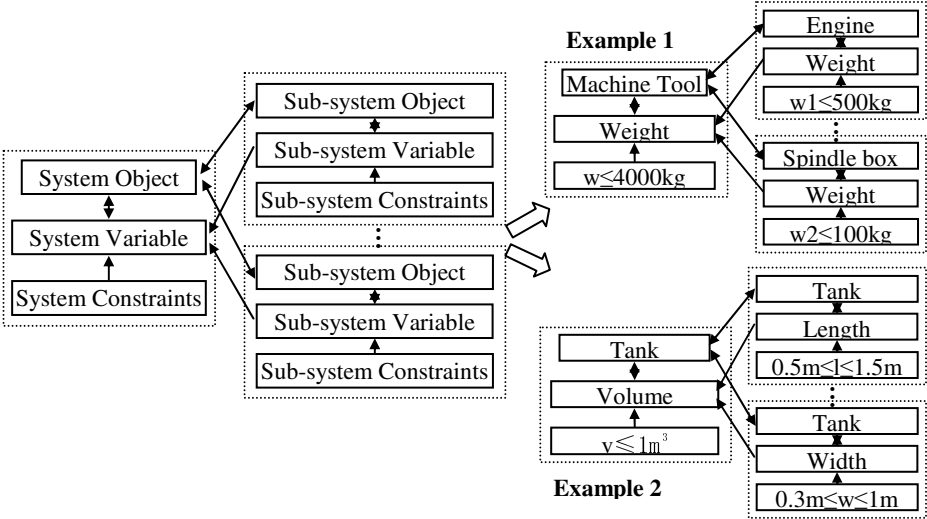 System Object
System Variable
System Constraints
Sub-system Object
Sub-system Variable
Sub-system Constraints
Sub-system Object
Sub-system Variable
Sub-system Constraints
Example 1
Machine Tool
Weight
w≤4000kg
Engine
Weight
w1≤500kg
Spindle box
Weight
w2≤100kg
Tank
Volume
v≤1m³
Example 2
Tank
Length
0.5m≤l≤1.5m
Tank
Width
0.3m≤w≤1m